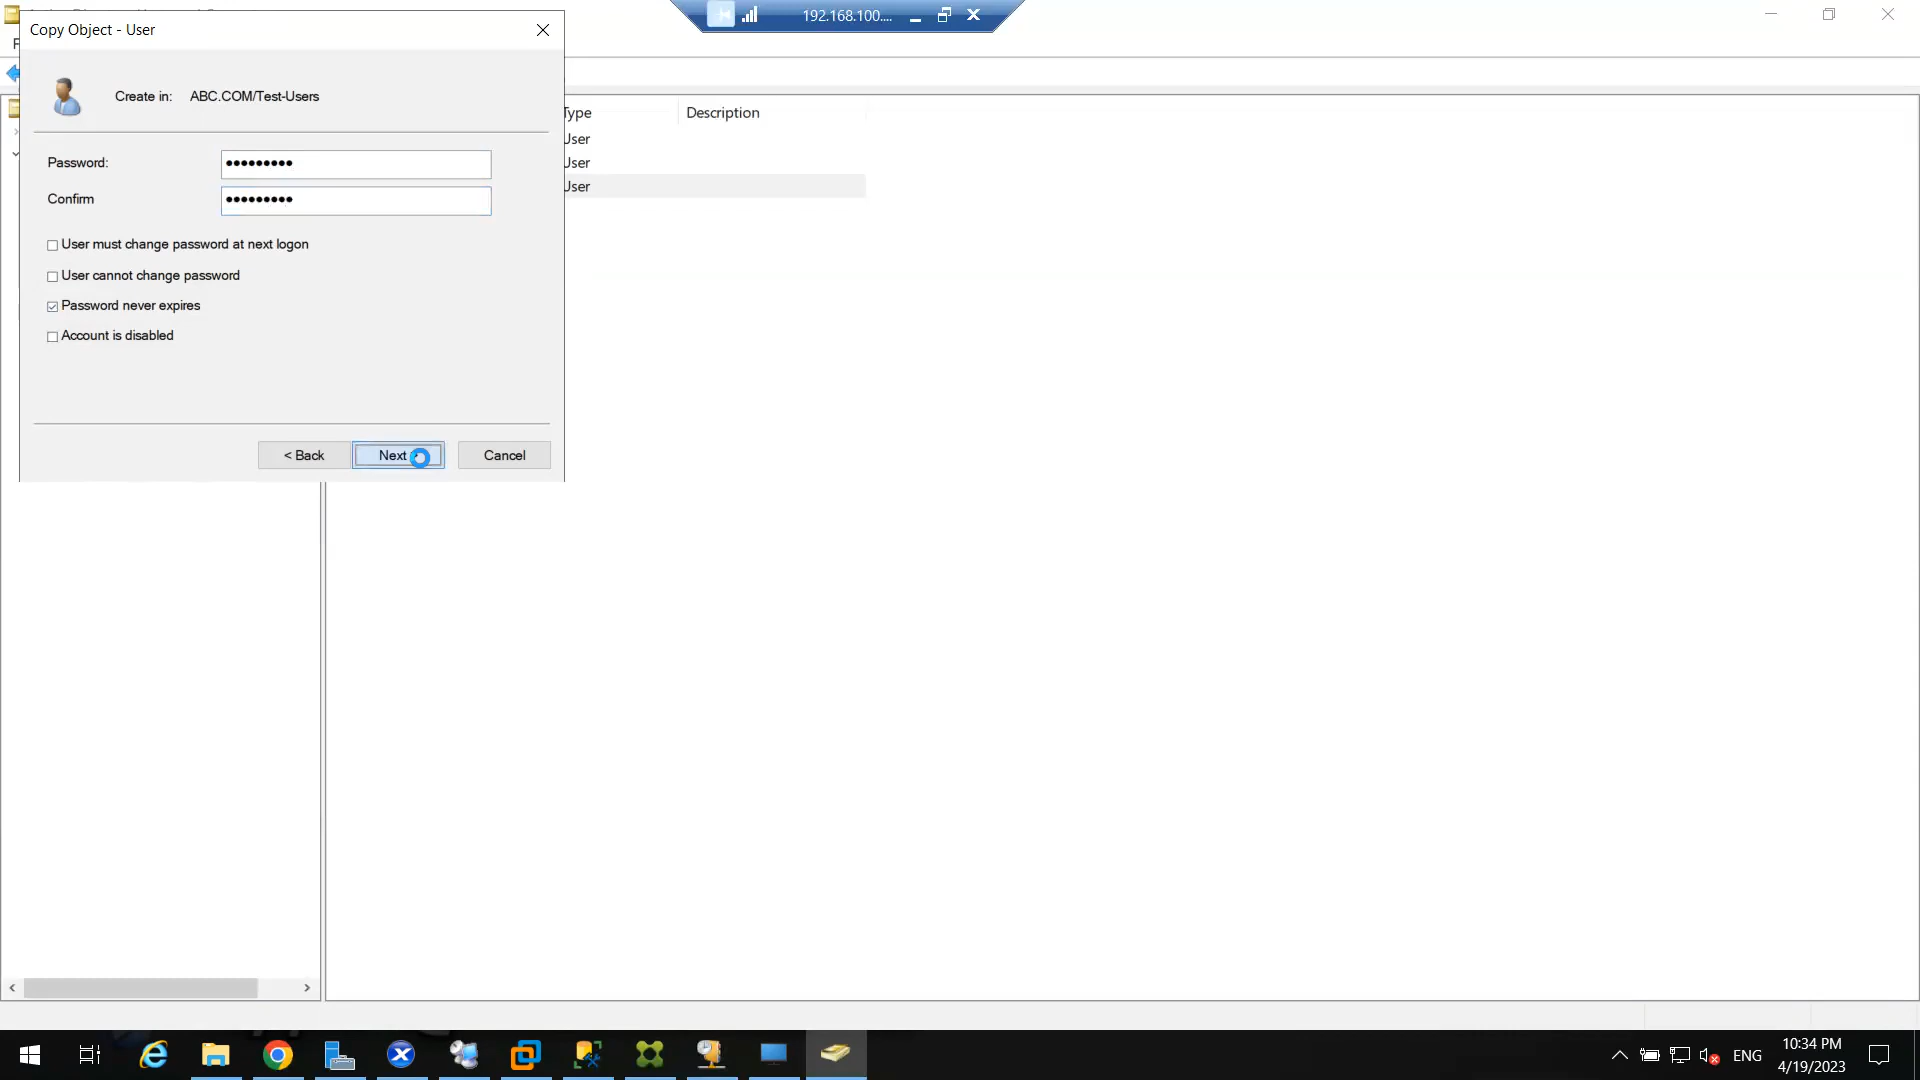 Copy Object - User
192.168.100....
F
Create in: ABC.COM/Test-Users
Type Description
Password: •••••••••
User
User
Confirm •••••••••
User
User must change password at next logon
User cannot change password
Password never expires
Account is disabled
< Back Next Cancel
ENG
10:34 PM
4/19/2023